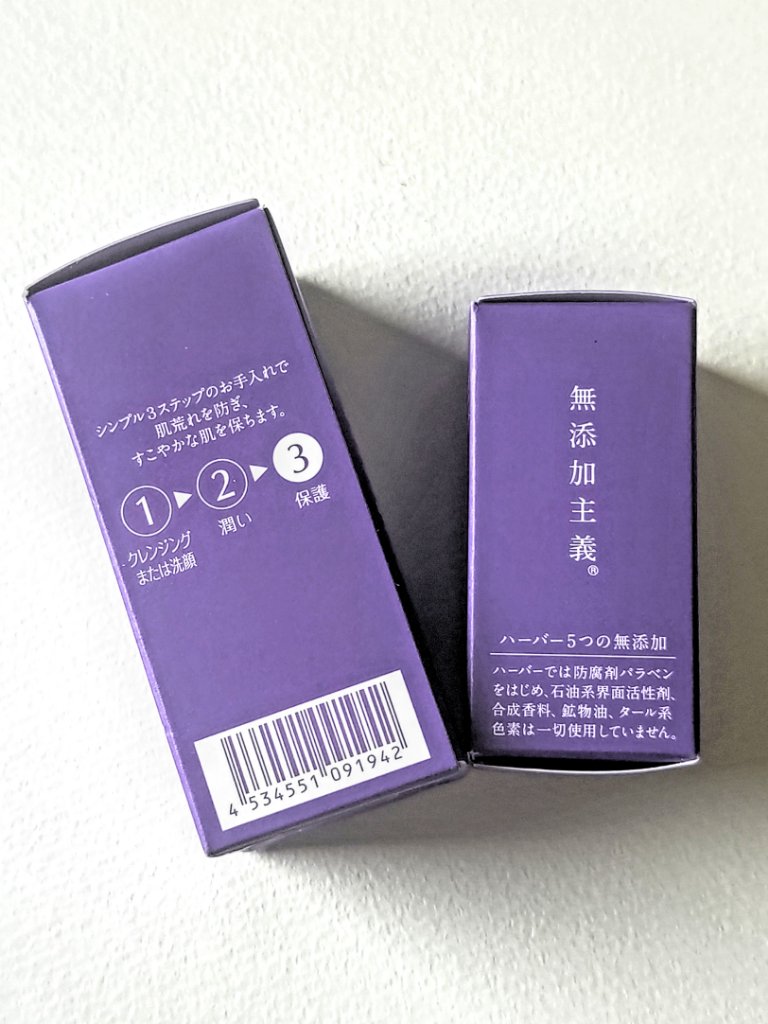 シンプル3ステップのお手入れで
肌荒れを防ぎ、
すこやかな肌を保ちます。
1▶2▶3
クレンジング
または洗顔
潤い
保護
4 534551 091942
無添加主義®
ハーバー5つの無添加
ハーバーでは防腐剤パラベン
をはじめ、石油系界面活性剤、
合成香料、鉱物油、タール系
色素は一切使用していません。